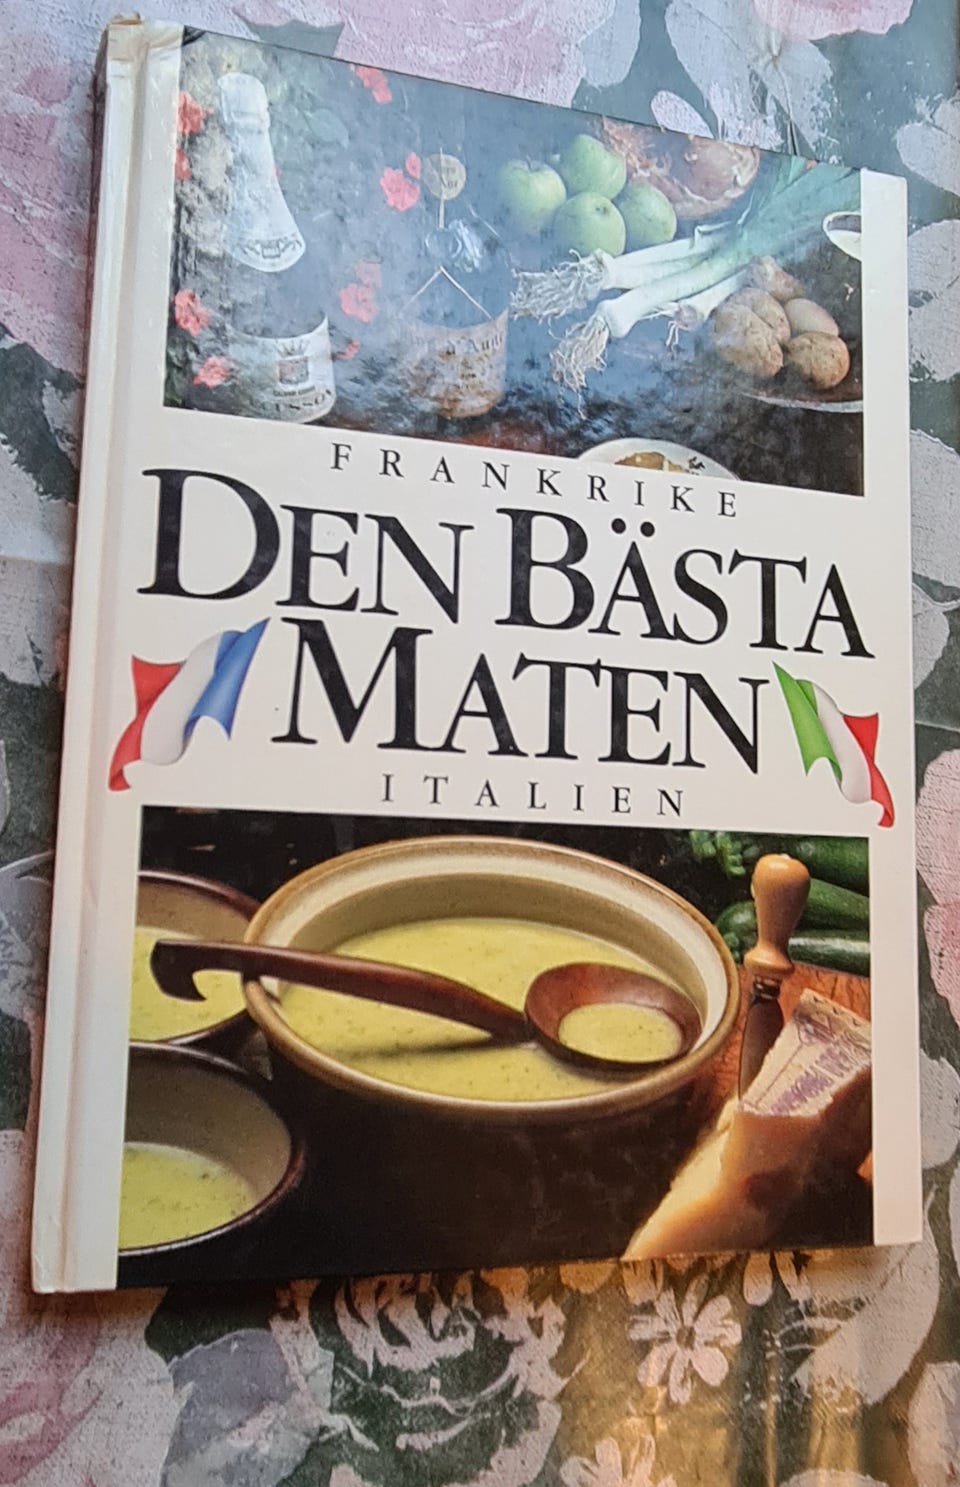 FRANKRIKE
DEN BÄSTA
MATEN
ITALIEN